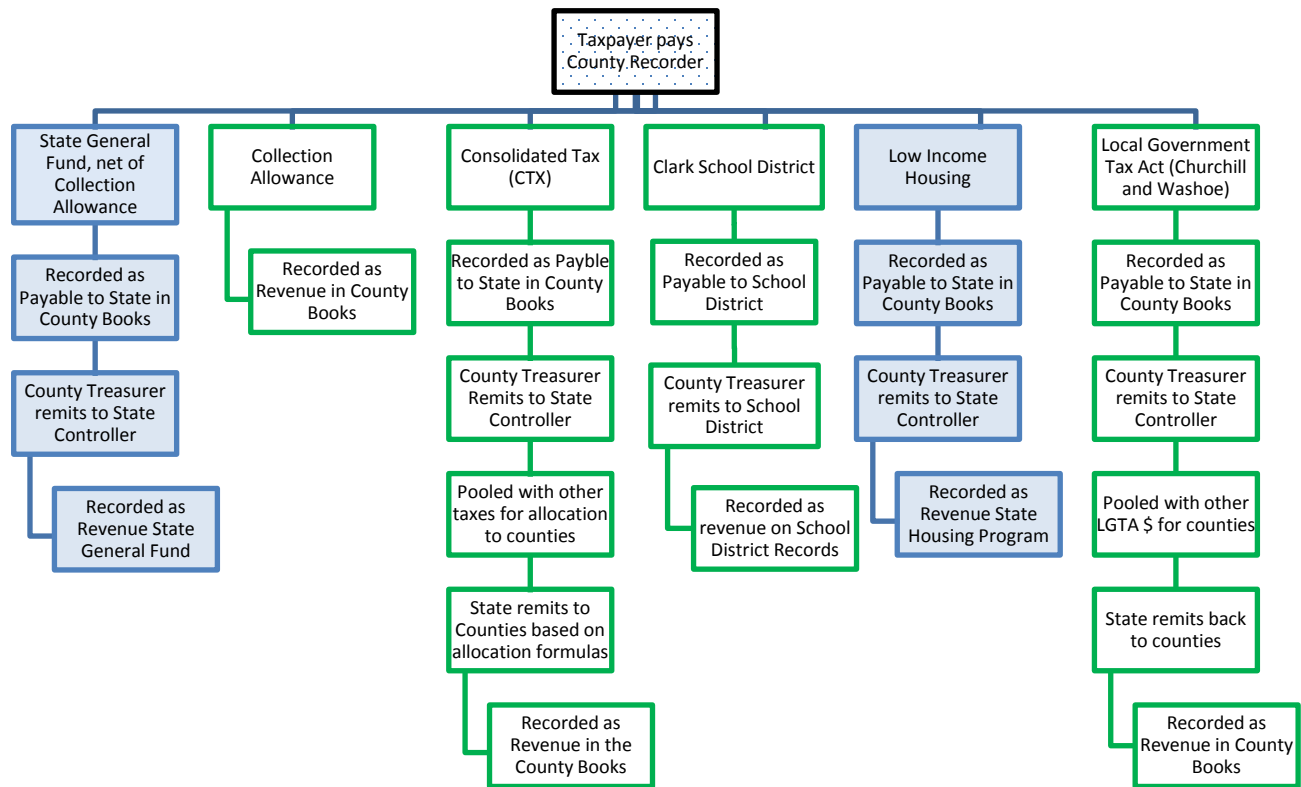 Taxpayer pays
County Recorder
State General
Fund, net of
Collection
Allowance
Recorded as
Payable to State in
County Books
County Treasurer
remits to State
Controller
Recorded as
Revenue State
General Fund
Collection
Allowance
Recorded as
Revenue in County
Books
Consolidated Tax
(CTX)
Recorded as Payble
to State in County
Books
County Treasurer
Remits to State
Controller
Pooled with other
taxes for allocation
to counties
State remits to
Counties based on
allocation formulas
Recorded as
Revenue in the
County Books
Clark School District
Recorded as
Payable to School
District
County Treasurer
remits to School
District
Recorded as
revenue on School
District Records
Low Income
Housing
Recorded as
Payable to State in
County Books
County Treasurer
remits to State
Controller
Recorded as
Revenue State
Housing Program
Local Government
Tax Act (Churchill
and Washoe)
Recorded as
Payable to State in
County Books
County Treasurer
remits to State
Controller
Pooled with other
LGTA $ for counties
State remits back
to counties
Recorded as
Revenue in County
Books